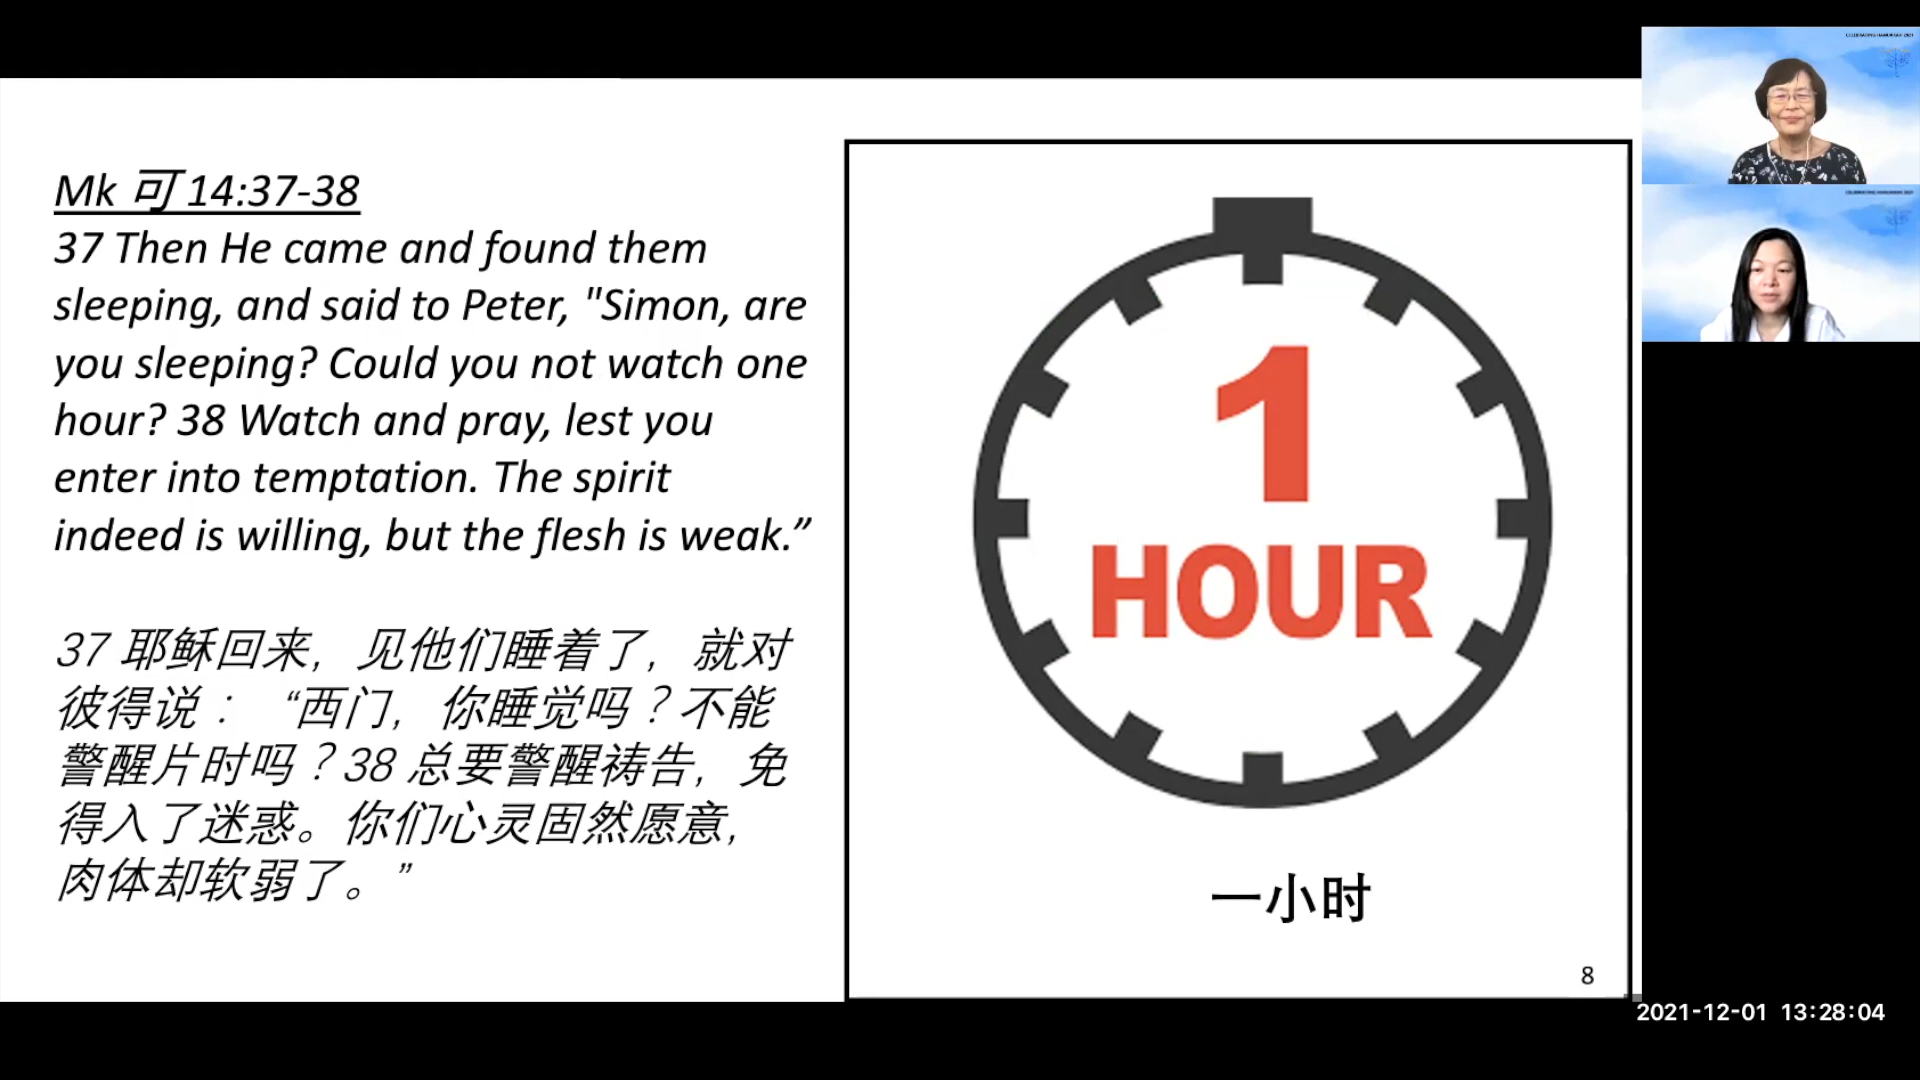 Mk 可 14:37-38
37 Then He came and found them
sleeping, and said to Peter, "Simon, are
you sleeping? Could you not watch one
hour? 38 Watch and pray, lest you
enter into temptation. The spirit
indeed is willing, but the flesh is weak.”
37 耶稣回来，见他们睡着了，就对
彼得说：“西门，你睡觉吗？不能
警醒片时吗？38 总要警醒祷告，免
得入了迷惑。你们心灵固然愿意，
肉体却软弱了。”
1
HOUR
一小时
8
CELEBRATING HANUKKAH 2021
CELEBRATING HANUKKAH 2021
2021-12-01 13:28:04